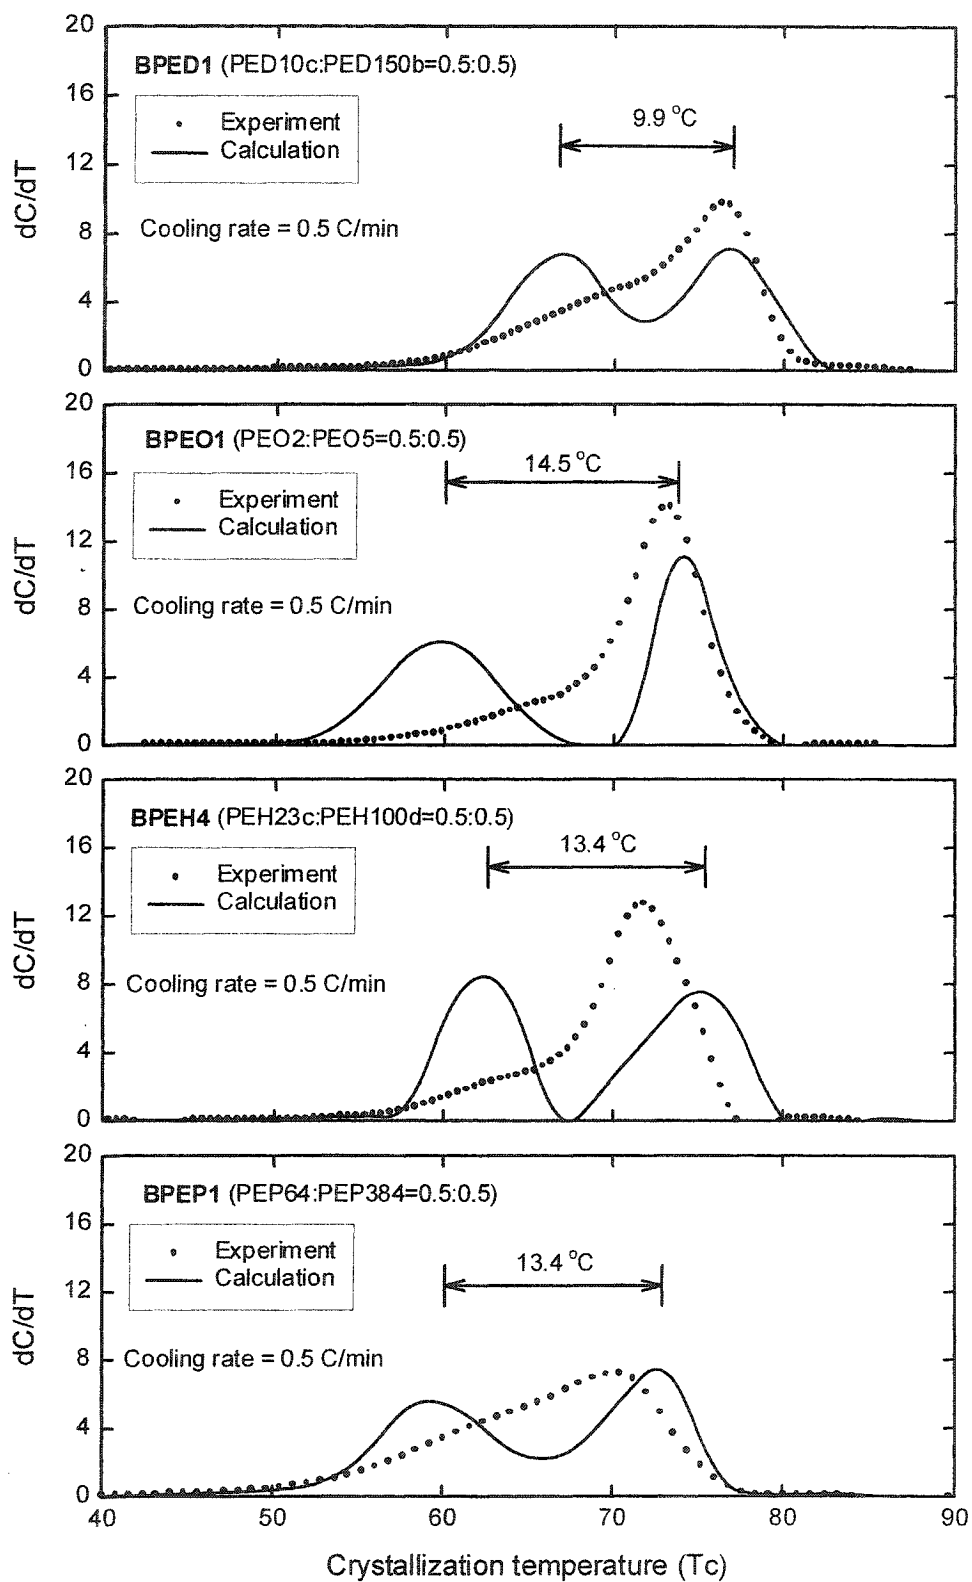 20
BPED1 (PED10c:PED150b=0.5:0.5)
16
Experiment
Calculation
9.9 °C
12
dC/dT
8
Cooling rate = 0.5 C/min
4
0
20
BPEO1 (PEO2:PEO5=0.5:0.5)
14.5 °C
16
Experiment
Calculation
12
dC/dT
8
Cooling rate = 0.5 C/min
4
0
20
BPEH4 (PEH23c:PEH100d=0.5:0.5)
13.4 °C
16
Experiment
Calculation
12
dC/dT
8
Cooling rate = 0.5 C/min
4
0
20
BPEP1 (PEP64:PEP384=0.5:0.5)
16
Experiment
Calculation
13.4 °C
12
dC/dT
8
Cooling rate = 0.5 C/min
4
0
40 50 60 70 80 90
Crystallization temperature (Tc)